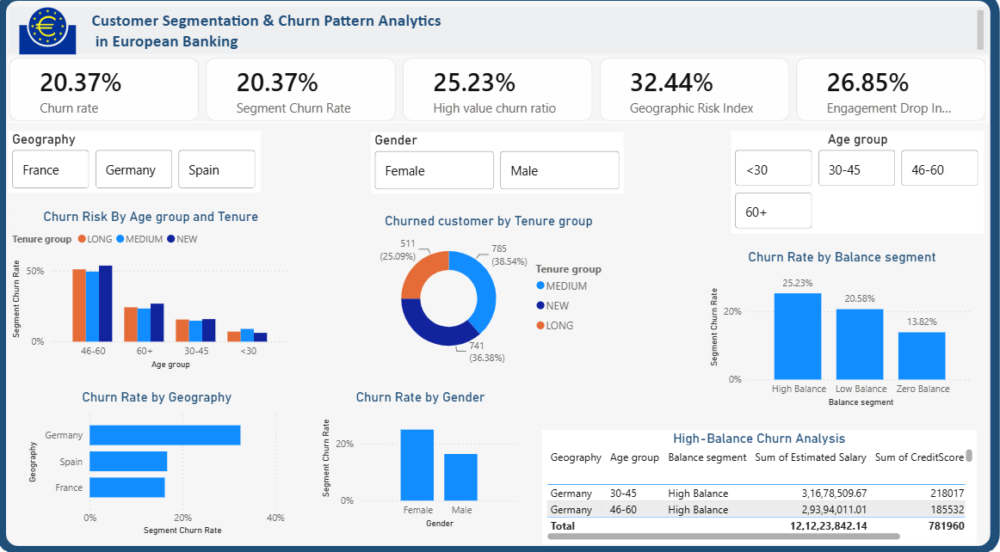 Customer Segmentation & Churn Pattern Analytics
in European Banking
20.37%
Churn rate
20.37%
Segment Churn Rate
25.23%
High value churn ratio
32.44%
Geographic Risk Index
26.85%
Engagement Drop In...
Geography
France
Germany
Spain
Gender
Female
Male
Age group
<30
30-45
46-60
60+
Churn Risk By Age group and Tenure
Tenure group LONG MEDIUM NEW
Segment Churn Rate
50%
0%
46-60
60+
30-45
<30
Age group
Churned customer by Tenure group
511
(25.09%)
785
(38.54%)
741
(36.38%)
Tenure group
MEDIUM
NEW
LONG
Churn Rate by Balance segment
Segment Churn Rate
20%
0%
25.23%
20.58%
13.82%
High Balance
Low Balance
Zero Balance
Balance segment
Churn Rate by Geography
Geography
Germany
Spain
France
0%
20%
40%
Segment Churn Rate
Churn Rate by Gender
Segment Churn Rate
20%
0%
Female
Male
Gender
High-Balance Churn Analysis
Geography Age group Balance segment Sum of Estimated Salary Sum of CreditScore
Germany 30-45 High Balance 3,16,78,509.67 218017
Germany 46-60 High Balance 2,93,94,011.01 185532
Total 12,12,23,842.14 781960